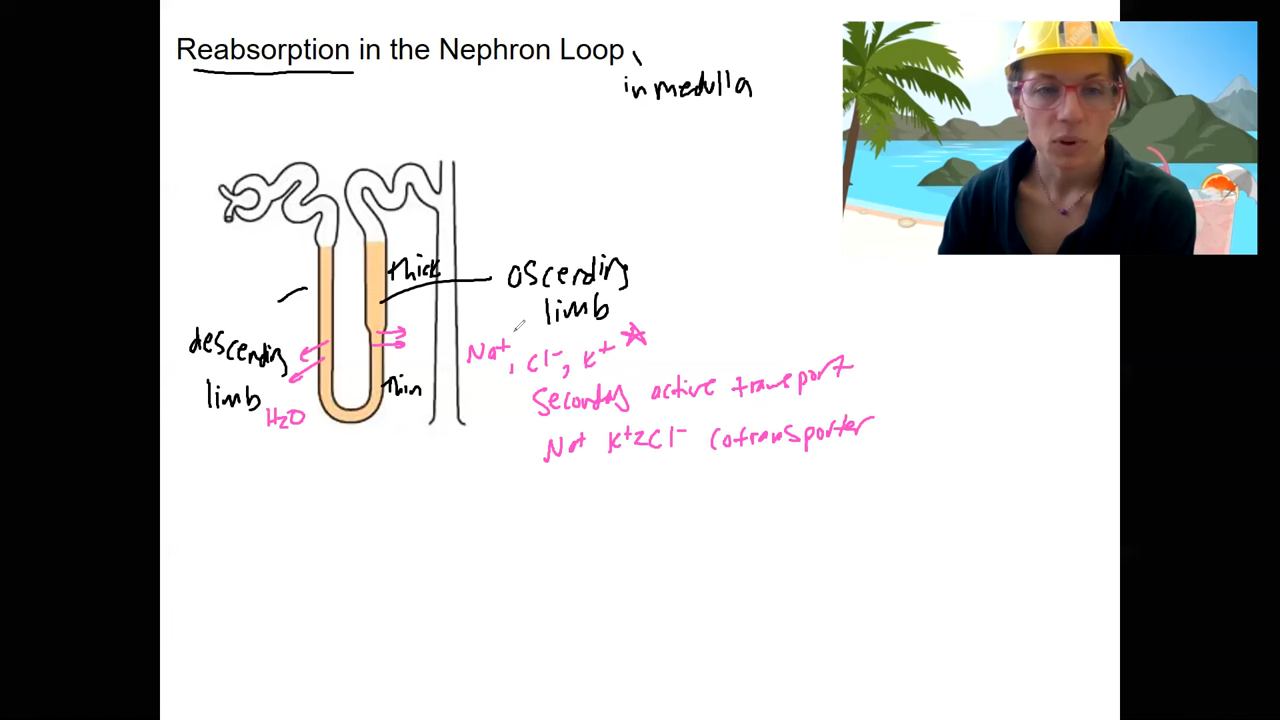 Reabsorption in the Nephron Loop
in medulla
thick
ascending
limb
descending
limb
H2O
thin
Na+, Cl-, K+
Secondary active transport
Na+ K+2Cl- cotransporter